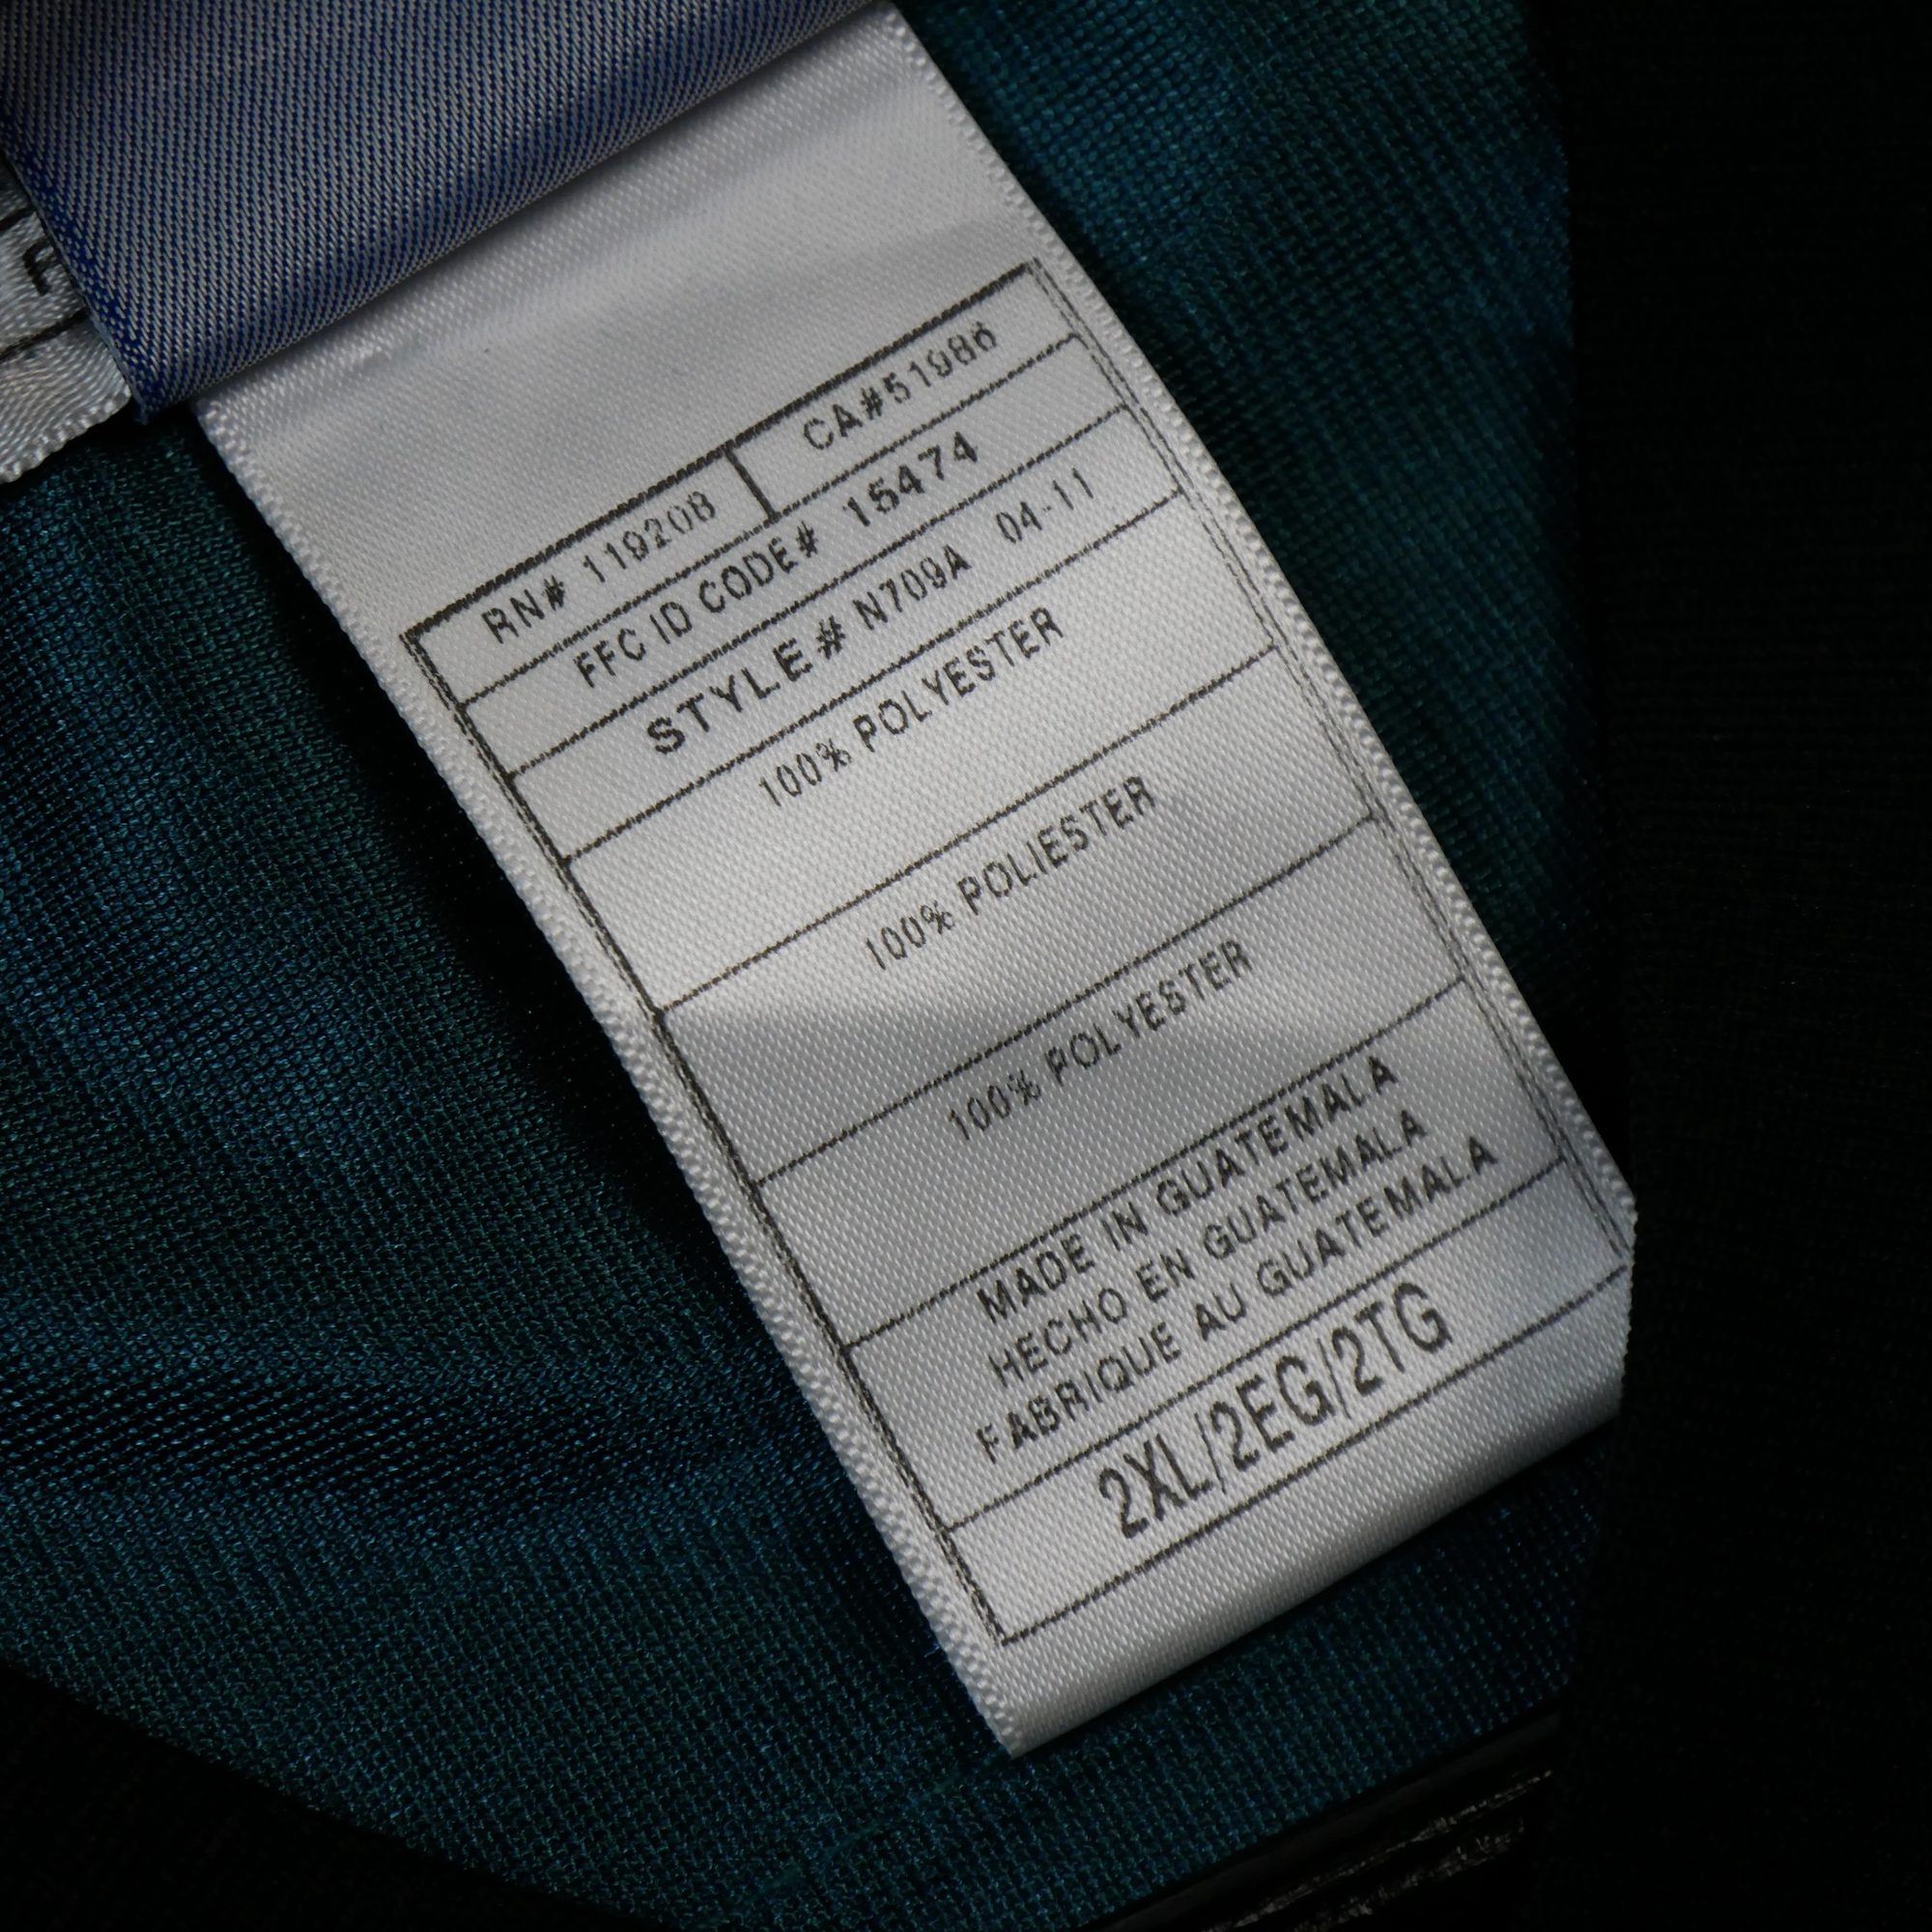 RN# 119208 CA#51986
FFC ID CODE# 15474
STYLE# N709A 04-11
100% POLYESTER
100% POLIESTER
100% POLYESTER
MADE IN GUATEMALA
HECHO EN GUATEMALA
FABRIQUE AU GUATEMALA
2XL/2EG/2TG